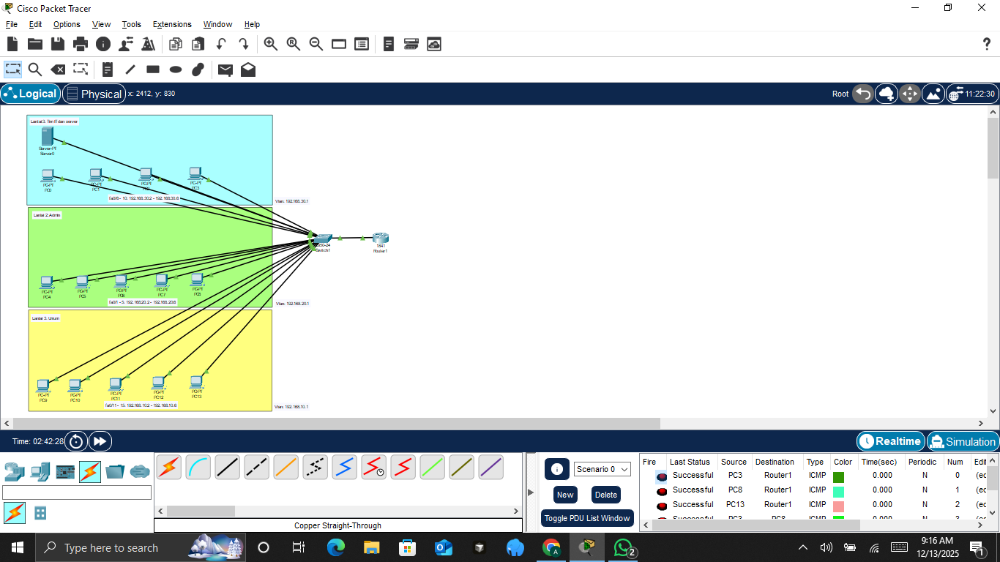 Cisco Packet Tracer
File Edit Options View Tools Extensions Window Help
Logical Physical x: 2412, y: 830 Root 11:22:30
Lantai 3: Tim IT dan server
Server-PT
Server0
PC-PT
PC0
PC-PT
PC1
PC-PT
PC-PT
PC3
fa0/6 - 10. 192.168.30.2 - 192.168.30.6
Vlan: 192.168.30.1
Lantai 2:Admin
Switch1
1841
Router1
PC-PT
PC4
PC-PT
PC5
PC-PT
PC6
PC-PT
PC7
PC-PT
PC8
fa0/1 - 5. 192.168.20.2 - 192.168.20.6
Vlan: 192.168.20.1
Lantai 3: Umum
PC-PT
PC9
PC-PT
PC10
PC-PT
PC11
PC-PT
PC12
PC-PT
PC13
fa0/11 - 15. 192.168.10.2 - 192.168.10.6
Vlan: 192.168.10.1
Time: 02:42:28 Realtime Simulation
Copper Straight-Through
Scenario 0
New Delete
Toggle PDU List Window
Fire Last Status Source Destination Type Color Time(sec) Periodic Num Edit
Successful PC3 Router1 ICMP 0.000 N 0 (ed
Successful PC8 Router1 ICMP 0.000 N 1 (ed
Successful PC13 Router1 ICMP 0.000 N 2 (ed
Successful PC3 PC8 ICMP 0.000 N 3 (ed
Type here to search
2
9:16 AM
12/13/2025
1